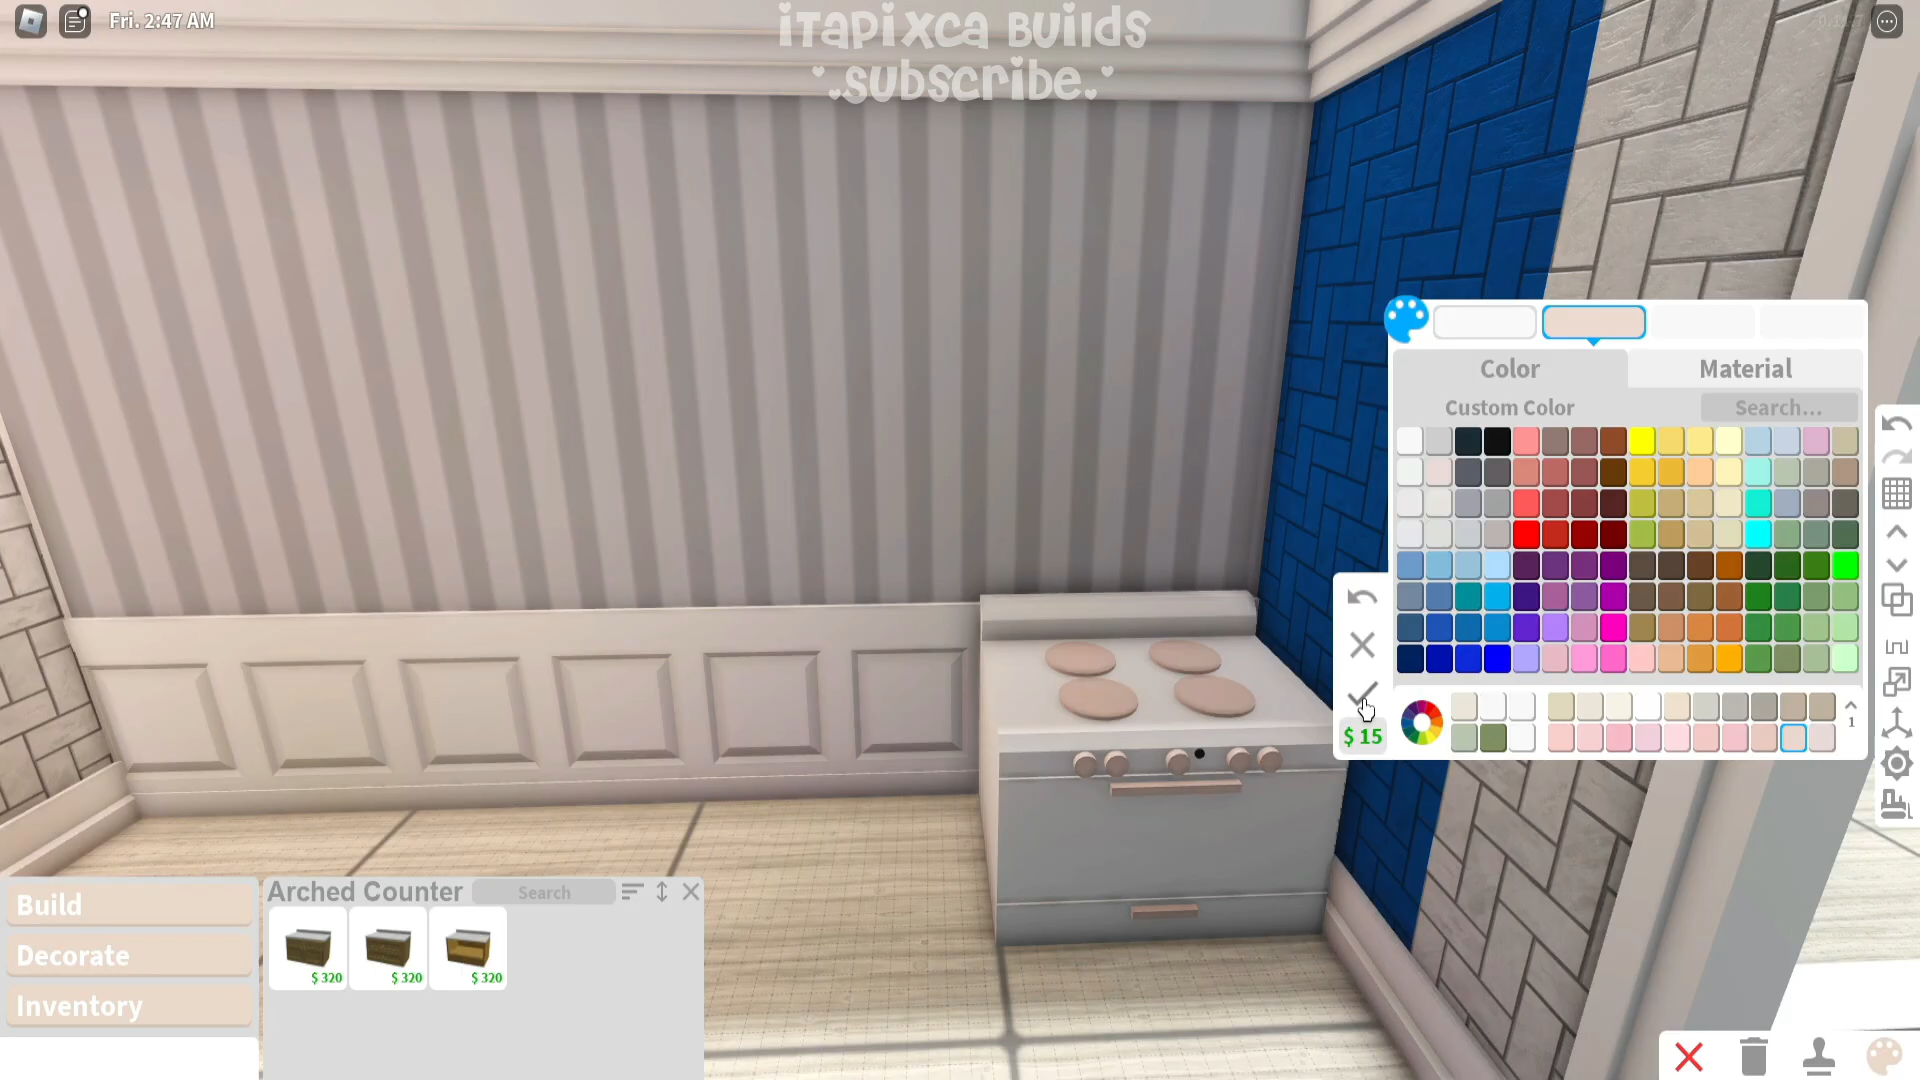 Fri. 2:47 AM
iTapixca Builds
.subscribe.
Color
Material
Custom Color
Search...
$ 15
1
Build
Decorate
Inventory
Arched Counter
Search
$ 320
$ 320
$ 320